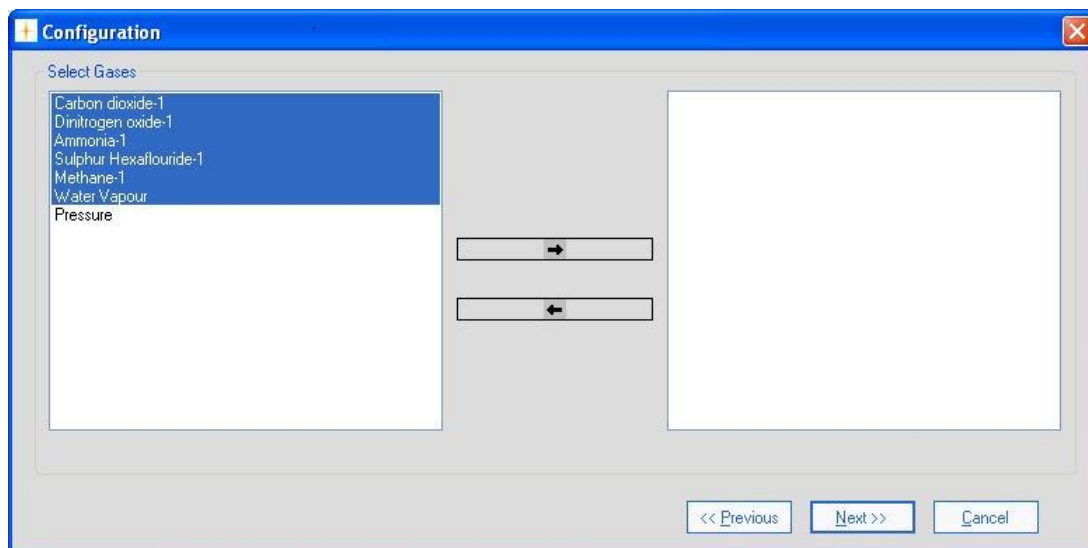 Configuration
Select Gases
Carbon dioxide-1
Dinitrogen oxide-1
Ammonia-1
Sulphur Hexaflouride-1
Methane-1
Water Vapour
Pressure
<< Previous
Next >>
Cancel